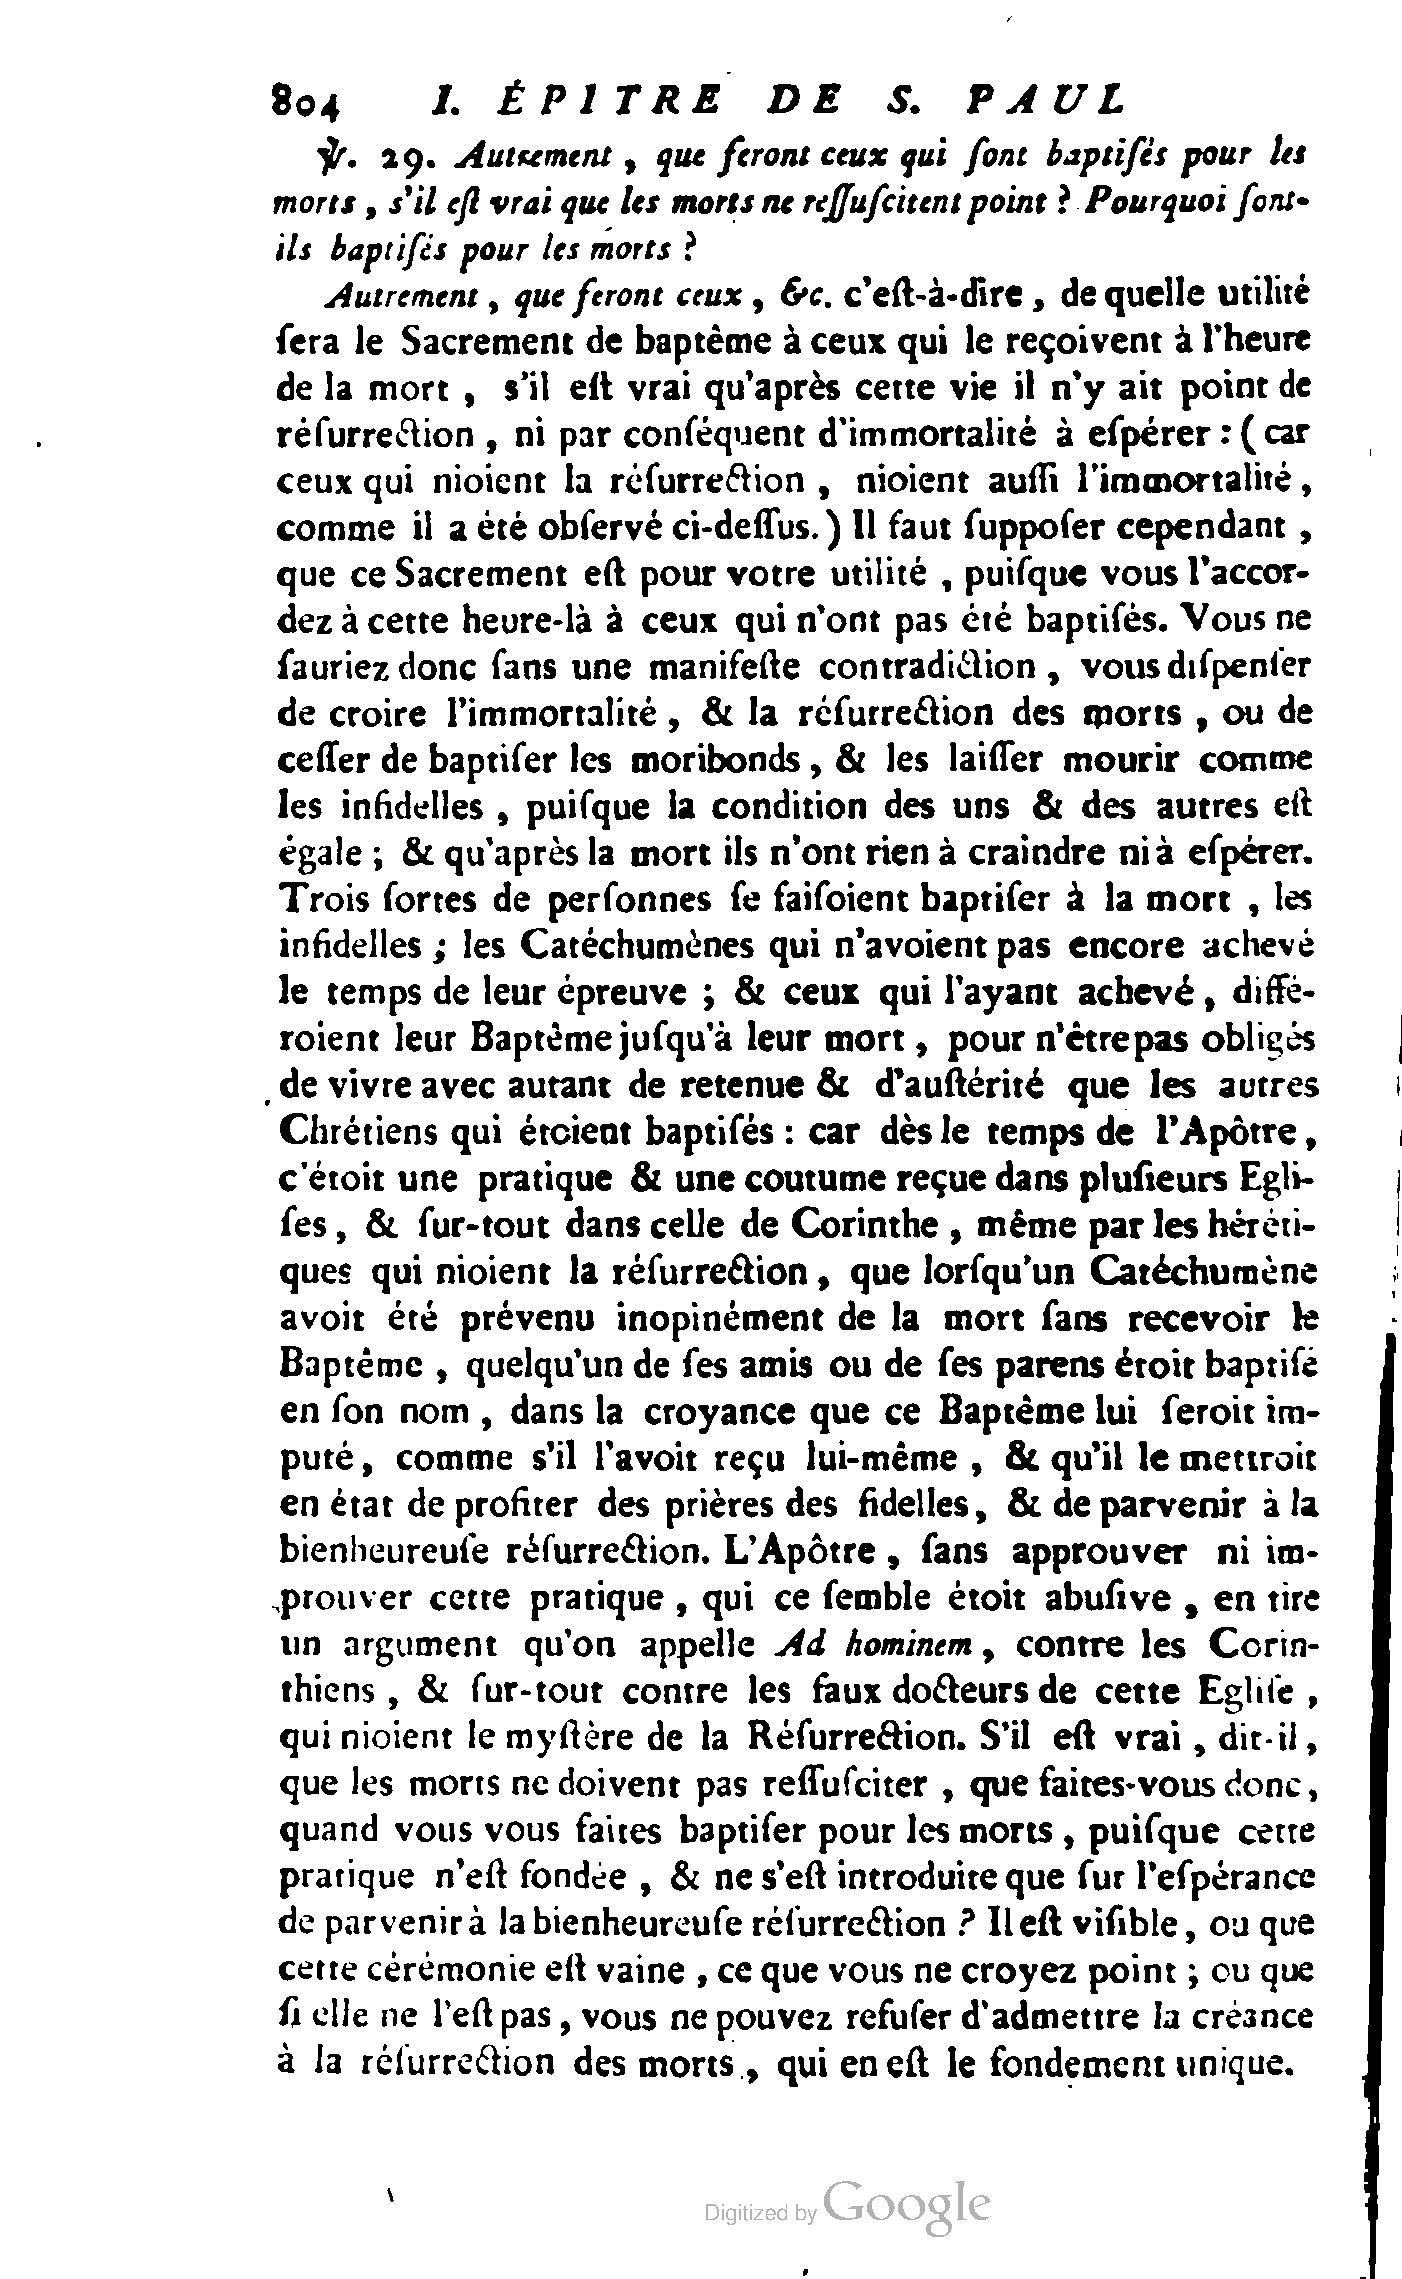 804 I. ÉPITRE DE S. PAUL
℣. 29. Autrement , que feront ceux qui ſont baptiſés pour les
morts , s'il eſt vrai que les morts ne reſſuſcitent point ? Pourquoi ſont-
ils baptiſés pour les morts ?
Autrement , que feront ceux , &c. c'eſt-à-dire , de quelle utilité
ſera le Sacrement de baptême à ceux qui le reçoivent à l'heure
de la mort , s'il eſt vrai qu'après cette vie il n'y ait point de
réſurrection , ni par conſéquent d'immortalité à eſpérer : ( car
ceux qui nioient la réſurrection , nioient auſſi l'immortalité ,
comme il a été obſervé ci-deſſus. ) Il faut ſuppoſer cependant ,
que ce Sacrement eſt pour votre utilité , puiſque vous l'accor-
dez à cette heure-là à ceux qui n'ont pas été baptiſés. Vous ne
ſauriez donc ſans une manifeſte contradiction , vous diſpenſer
de croire l'immortalité , & la réſurrection des morts , ou de
ceſſer de baptiſer les moribonds , & les laiſſer mourir comme
les infidelles , puiſque la condition des uns & des autres eſt
égale ; & qu'après la mort ils n'ont rien à craindre ni à eſpérer.
Trois ſortes de perſonnes ſe faiſoient baptiſer à la mort , les
infidelles ; les Catéchumènes qui n'avoient pas encore achevé
le temps de leur épreuve ; & ceux qui l'ayant achevé , diffé-
roient leur Baptême juſqu'à leur mort , pour n'être pas obligés
de vivre avec autant de retenue & d'auſtérité que les autres
Chrétiens qui étoient baptiſés : car dès le temps de l'Apôtre ,
c'étoit une pratique & une coutume reçue dans pluſieurs Egli-
ſes , & ſur-tout dans celle de Corinthe , même par les héréti-
ques qui nioient la réſurrection , que lorſqu'un Catéchumène
avoit été prévenu inopinément de la mort ſans recevoir le
Baptême , quelqu'un de ſes amis ou de ſes parens étoit baptiſé
en ſon nom , dans la croyance que ce Baptême lui ſeroit im-
puté , comme s'il l'avoit reçu lui-même , & qu'il le mettroit
en état de profiter des prières des fidelles , & de parvenir à la
bienheureuſe réſurrection. L'Apôtre , ſans approuver ni im-
prouver cette pratique , qui ce ſemble étoit abuſive , en tire
un argument qu'on appelle Ad hominem , contre les Corin-
thiens , & ſur-tout contre les faux docteurs de cette Egliſe ,
qui nioient le myſtère de la Réſurrection. S'il eſt vrai , dit-il ,
que les morts ne doivent pas reſſuſciter , que faites-vous donc ,
quand vous vous faites baptiſer pour les morts , puiſque cette
pratique n'eſt fondée , & ne s'eſt introduite que ſur l'eſpérance
de parvenir à la bienheureuſe réſurrection ? Il eſt viſible , ou que
cette cérémonie eſt vaine , ce que vous ne croyez point ; ou que
ſi elle ne l'eſt pas , vous ne pouvez refuſer d'admettre la créance
à la réſurrection des morts , qui en eſt le fondement unique.
Digitized by Google